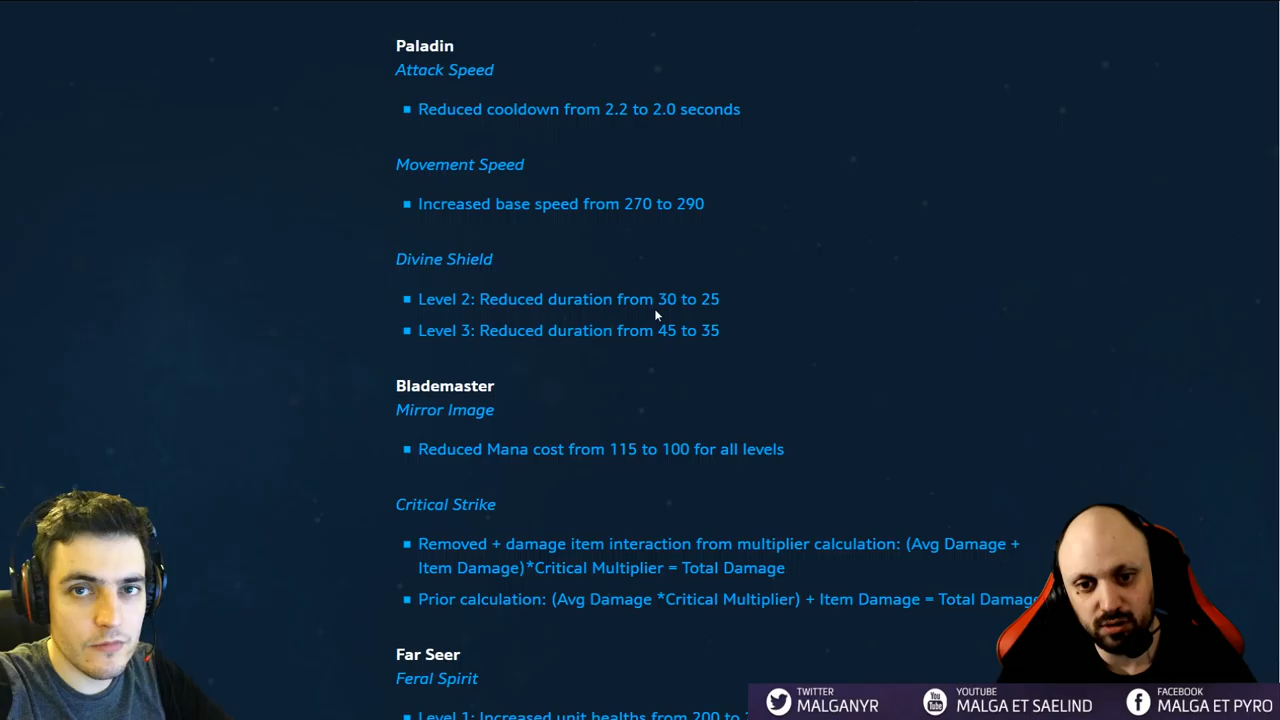 Paladin
Attack Speed
Reduced cooldown from 2.2 to 2.0 seconds
Movement Speed
Increased base speed from 270 to 290
Divine Shield
Level 2: Reduced duration from 30 to 25
Level 3: Reduced duration from 45 to 35
Blademaster
Mirror Image
Reduced Mana cost from 115 to 100 for all levels
Critical Strike
Removed + damage item interaction from multiplier calculation: (Avg Damage +
Item Damage)*Critical Multiplier = Total Damage
Prior calculation: (Avg Damage *Critical Multiplier) + Item Damage = Total Damage
Far Seer
Feral Spirit
Level 1: Increased unit healths from 200 to
TWITTER
MALGANYR
YOUTUBE
MALGA ET SAELIND
FACEBOOK
MALGA ET PYRO